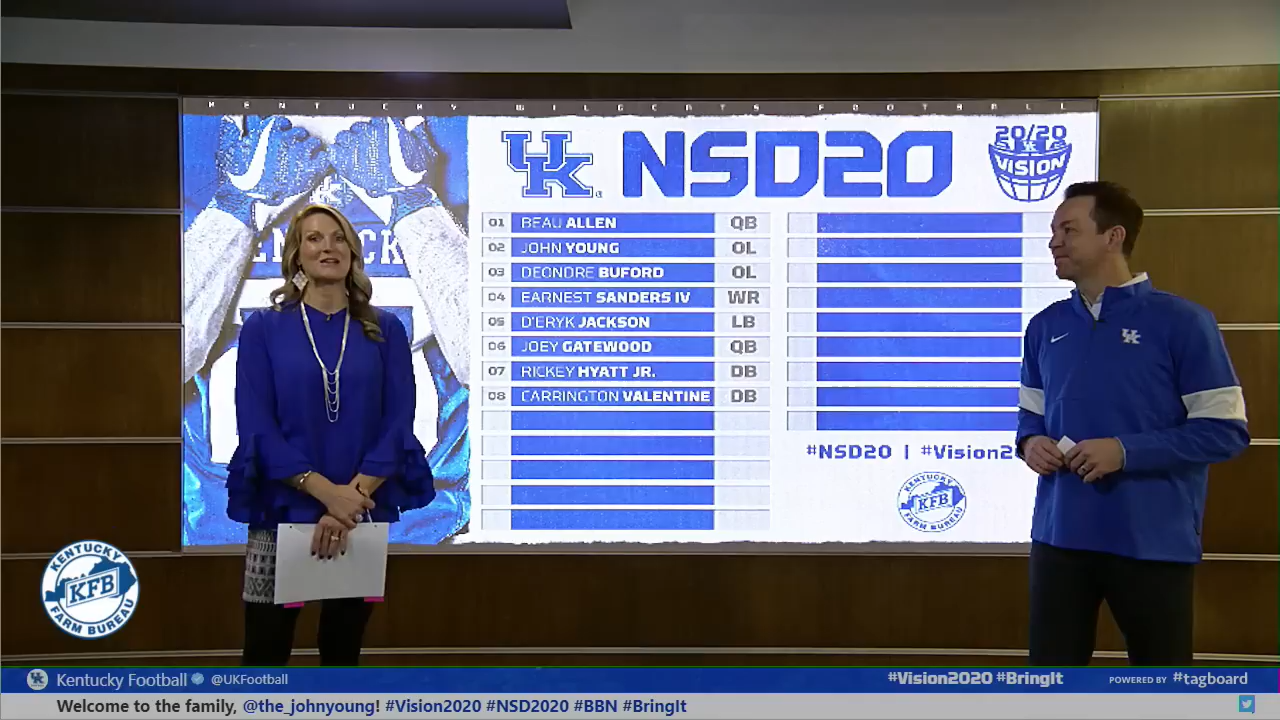 KENTUCKY WILDCATS FOOTBALL
UK NSD20
20/20
VISION
01 BEAU ALLEN QB
02 JOHN YOUNG OL
03 DEONDRE BUFORD OL
04 EARNEST SANDERS IV WR
05 D'ERYK JACKSON LB
06 JOEY GATEWOOD QB
07 RICKEY HYATT JR. DB
08 CARRINGTON VALENTINE DB
#NSD20 | #Vision2
KENTUCKY
KFB
FARM BUREAU
UK
KENTUCKY
KFB
FARM BUREAU
Kentucky Football @UKFootball #Vision2020 #BringIt POWERED BY #tagboard
Welcome to the family, @the_johnyoung! #Vision2020 #NSD2020 #BBN #BringIt